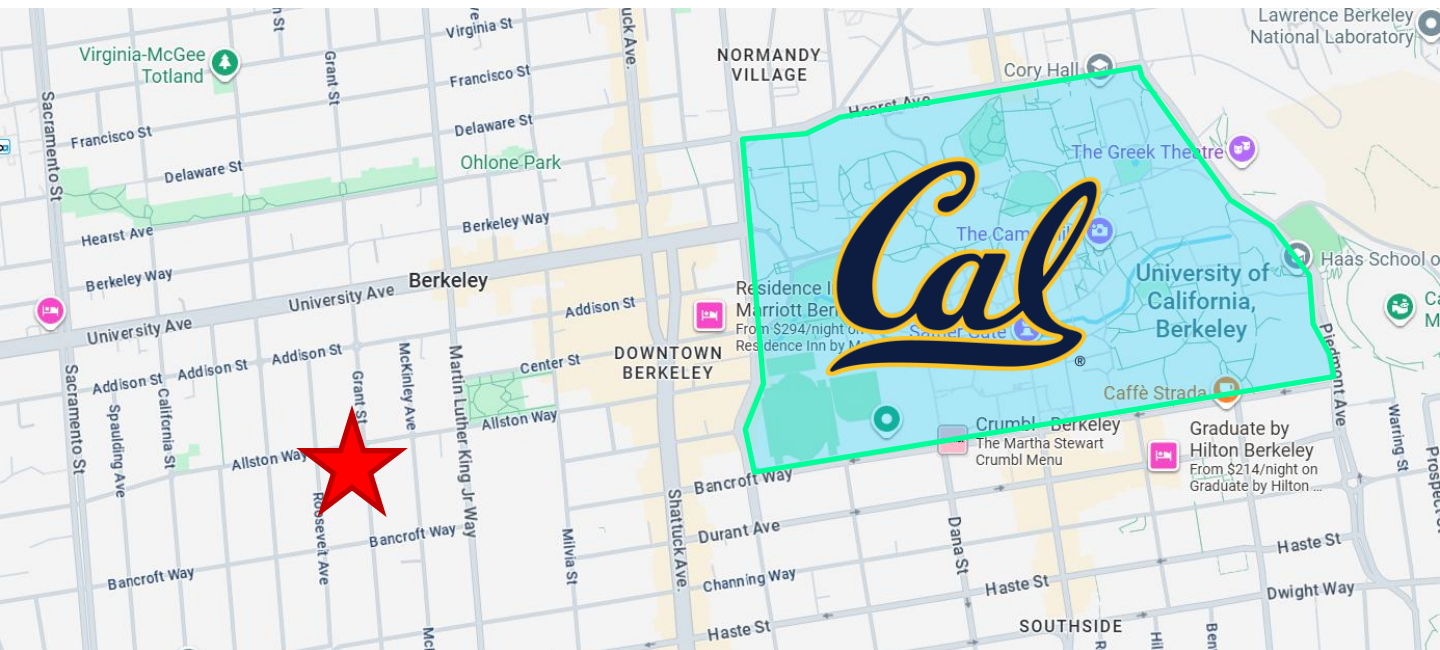 Lawrence Berkeley
National Laboratory
Virginia St
NORMANDY
VILLAGE
Virginia-McGee
Totland
Grant St
Francisco St
Cory Hall
Sacramento St
Hearst Ave
Francisco St
Delaware St
Ohlone Park
The Greek Theatre
Delaware St
Berkeley Way
Hearst Ave
Cal
University of
California,
Berkeley
Haas School o
Berkeley Way
Berkeley
University Ave
University Ave
Addison St
Residence I
Marriott Ber
From $294/night on
Residence Inn by M
Sather Gate
®
DOWNTOWN
BERKELEY
Center St
Addison St
Addison St
Addison St
Sacramento St
Spaulding Ave
California St
Grant St
McKinley Ave
Martin Luther King Jr Way
Allston Way
Allston Way
Piedmont Ave
Caffè Strada
Crumbl - Berkeley
The Martha Stewart
Crumbl Menu
Graduate by
Hilton Berkeley
From $214/night on
Graduate by Hilton ...
Warring St
Bancroft Way
Roosevelt Ave
Bancroft Way
Bancroft Way
Milvia St
Shattuck Ave
Durant Ave
Dana St
Channing Way
Haste St
Haste St
Haste St
Dwight Way
SOUTHSIDE